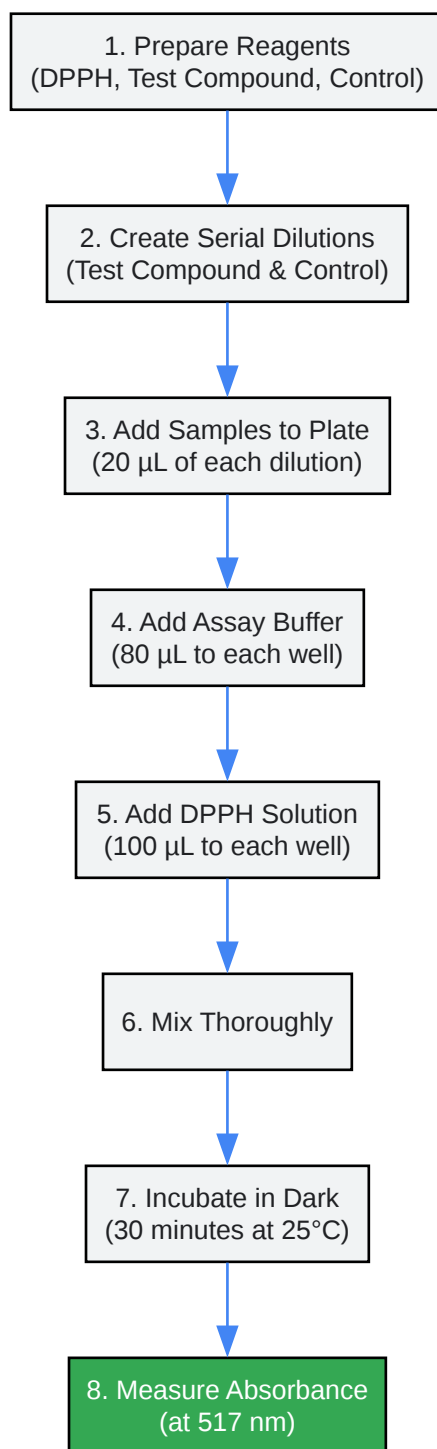 1. Prepare Reagents
(DPPH, Test Compound, Control)
2. Create Serial Dilutions
(Test Compound & Control)
3. Add Samples to Plate
(20 µL of each dilution)
4. Add Assay Buffer
(80 µL to each well)
5. Add DPPH Solution
(100 µL to each well)
6. Mix Thoroughly
7. Incubate in Dark
(30 minutes at 25°C)
8. Measure Absorbance
(at 517 nm)